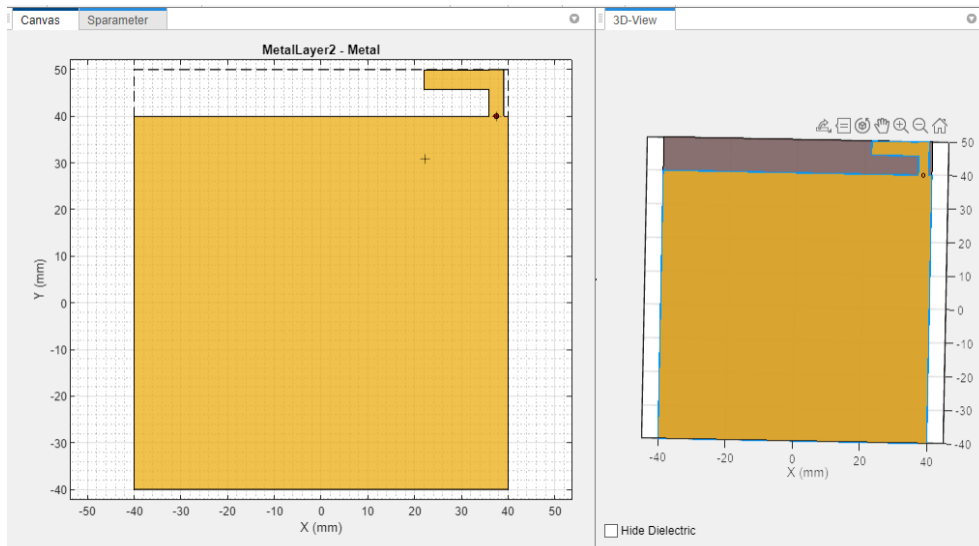 Canvas Sparameter
MetalLayer2 - Metal
50
40
30
20
10
0
-10
-20
-30
-40
Y (mm)
-50 -40 -30 -20 -10 0 10 20 30 40 50
X (mm)
3D-View
50
40
30
20
10
0
-10
-20
-30
-40
-40 -20 0 20 40
X (mm)
Hide Dielectric